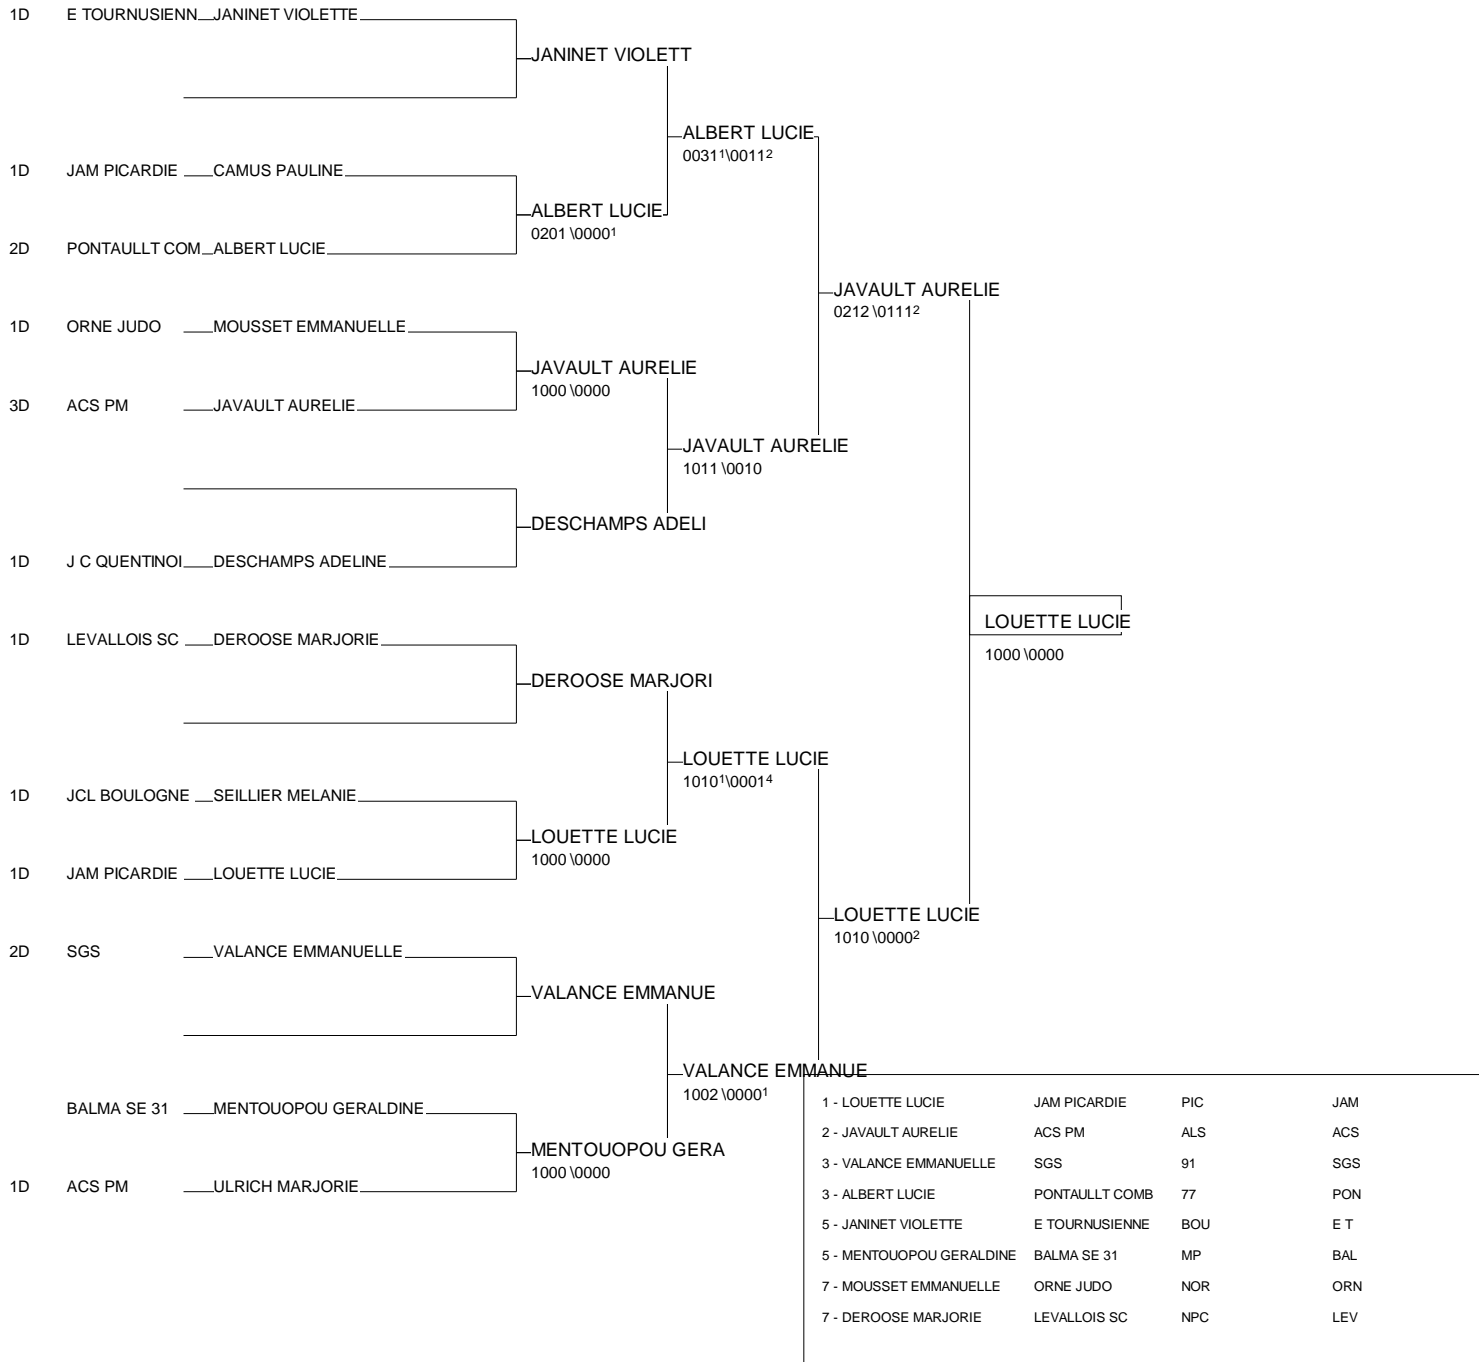 1D E TOURNUSIENN JANINET VIOLETTE
JANINET VIOLETT
ALBERT LUCIE
0031¹\0011²
1D JAM PICARDIE CAMUS PAULINE
ALBERT LUCIE
0201 \0000¹
2D PONTAULLT COM ALBERT LUCIE
JAVAULT AURELIE
0212 \0111²
1D ORNE JUDO MOUSSET EMMANUELLE
JAVAULT AURELIE
1000 \0000
3D ACS PM JAVAULT AURELIE
JAVAULT AURELIE
1011 \0010
DESCHAMPS ADELI
1D J C QUENTINOI DESCHAMPS ADELINE
LOUETTE LUCIE
1000 \0000
1D LEVALLOIS SC DEROOSE MARJORIE
DEROOSE MARJORI
LOUETTE LUCIE
1010¹\0001⁴
1D JCL BOULOGNE SEILLIER MELANIE
LOUETTE LUCIE
1000 \0000
1D JAM PICARDIE LOUETTE LUCIE
LOUETTE LUCIE
1010 \0000²
2D SGS VALANCE EMMANUELLE
VALANCE EMMANUE
VALANCE EMMANUE
1002 \0000¹
BALMA SE 31 MENTOUOPOU GERALDINE
MENTOUOPOU GERA
1000 \0000
1D ACS PM ULRICH MARJORIE
1 - LOUETTE LUCIE JAM PICARDIE PIC JAM
2 - JAVAULT AURELIE ACS PM ALS ACS
3 - VALANCE EMMANUELLE SGS 91 SGS
3 - ALBERT LUCIE PONTAULLT COMB 77 PON
5 - JANINET VIOLETTE E TOURNUSIENNE BOU E T
5 - MENTOUOPOU GERALDINE BALMA SE 31 MP BAL
7 - MOUSSET EMMANUELLE ORNE JUDO NOR ORN
7 - DEROOSE MARJORIE LEVALLOIS SC NPC LEV